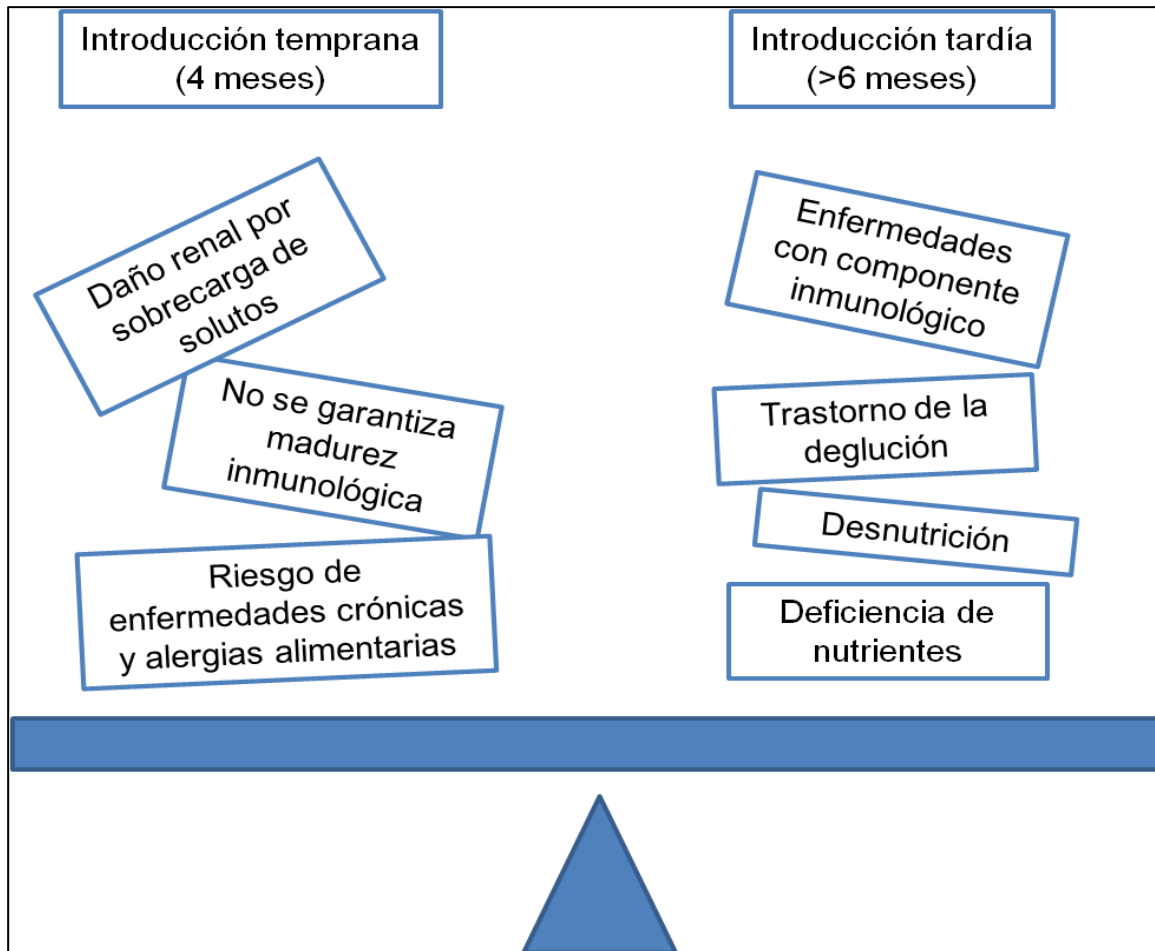 Introducción temprana
(4 meses)
Introducción tardía
(>6 meses)
Daño renal por
sobrecarga de
solutos
No se garantiza
madurez
inmunológica
Riesgo de
enfermedades crónicas
y alergias alimentarias
Enfermedades
con componente
inmunológico
Trastorno de la
deglución
Desnutrición
Deficiencia de
nutrientes